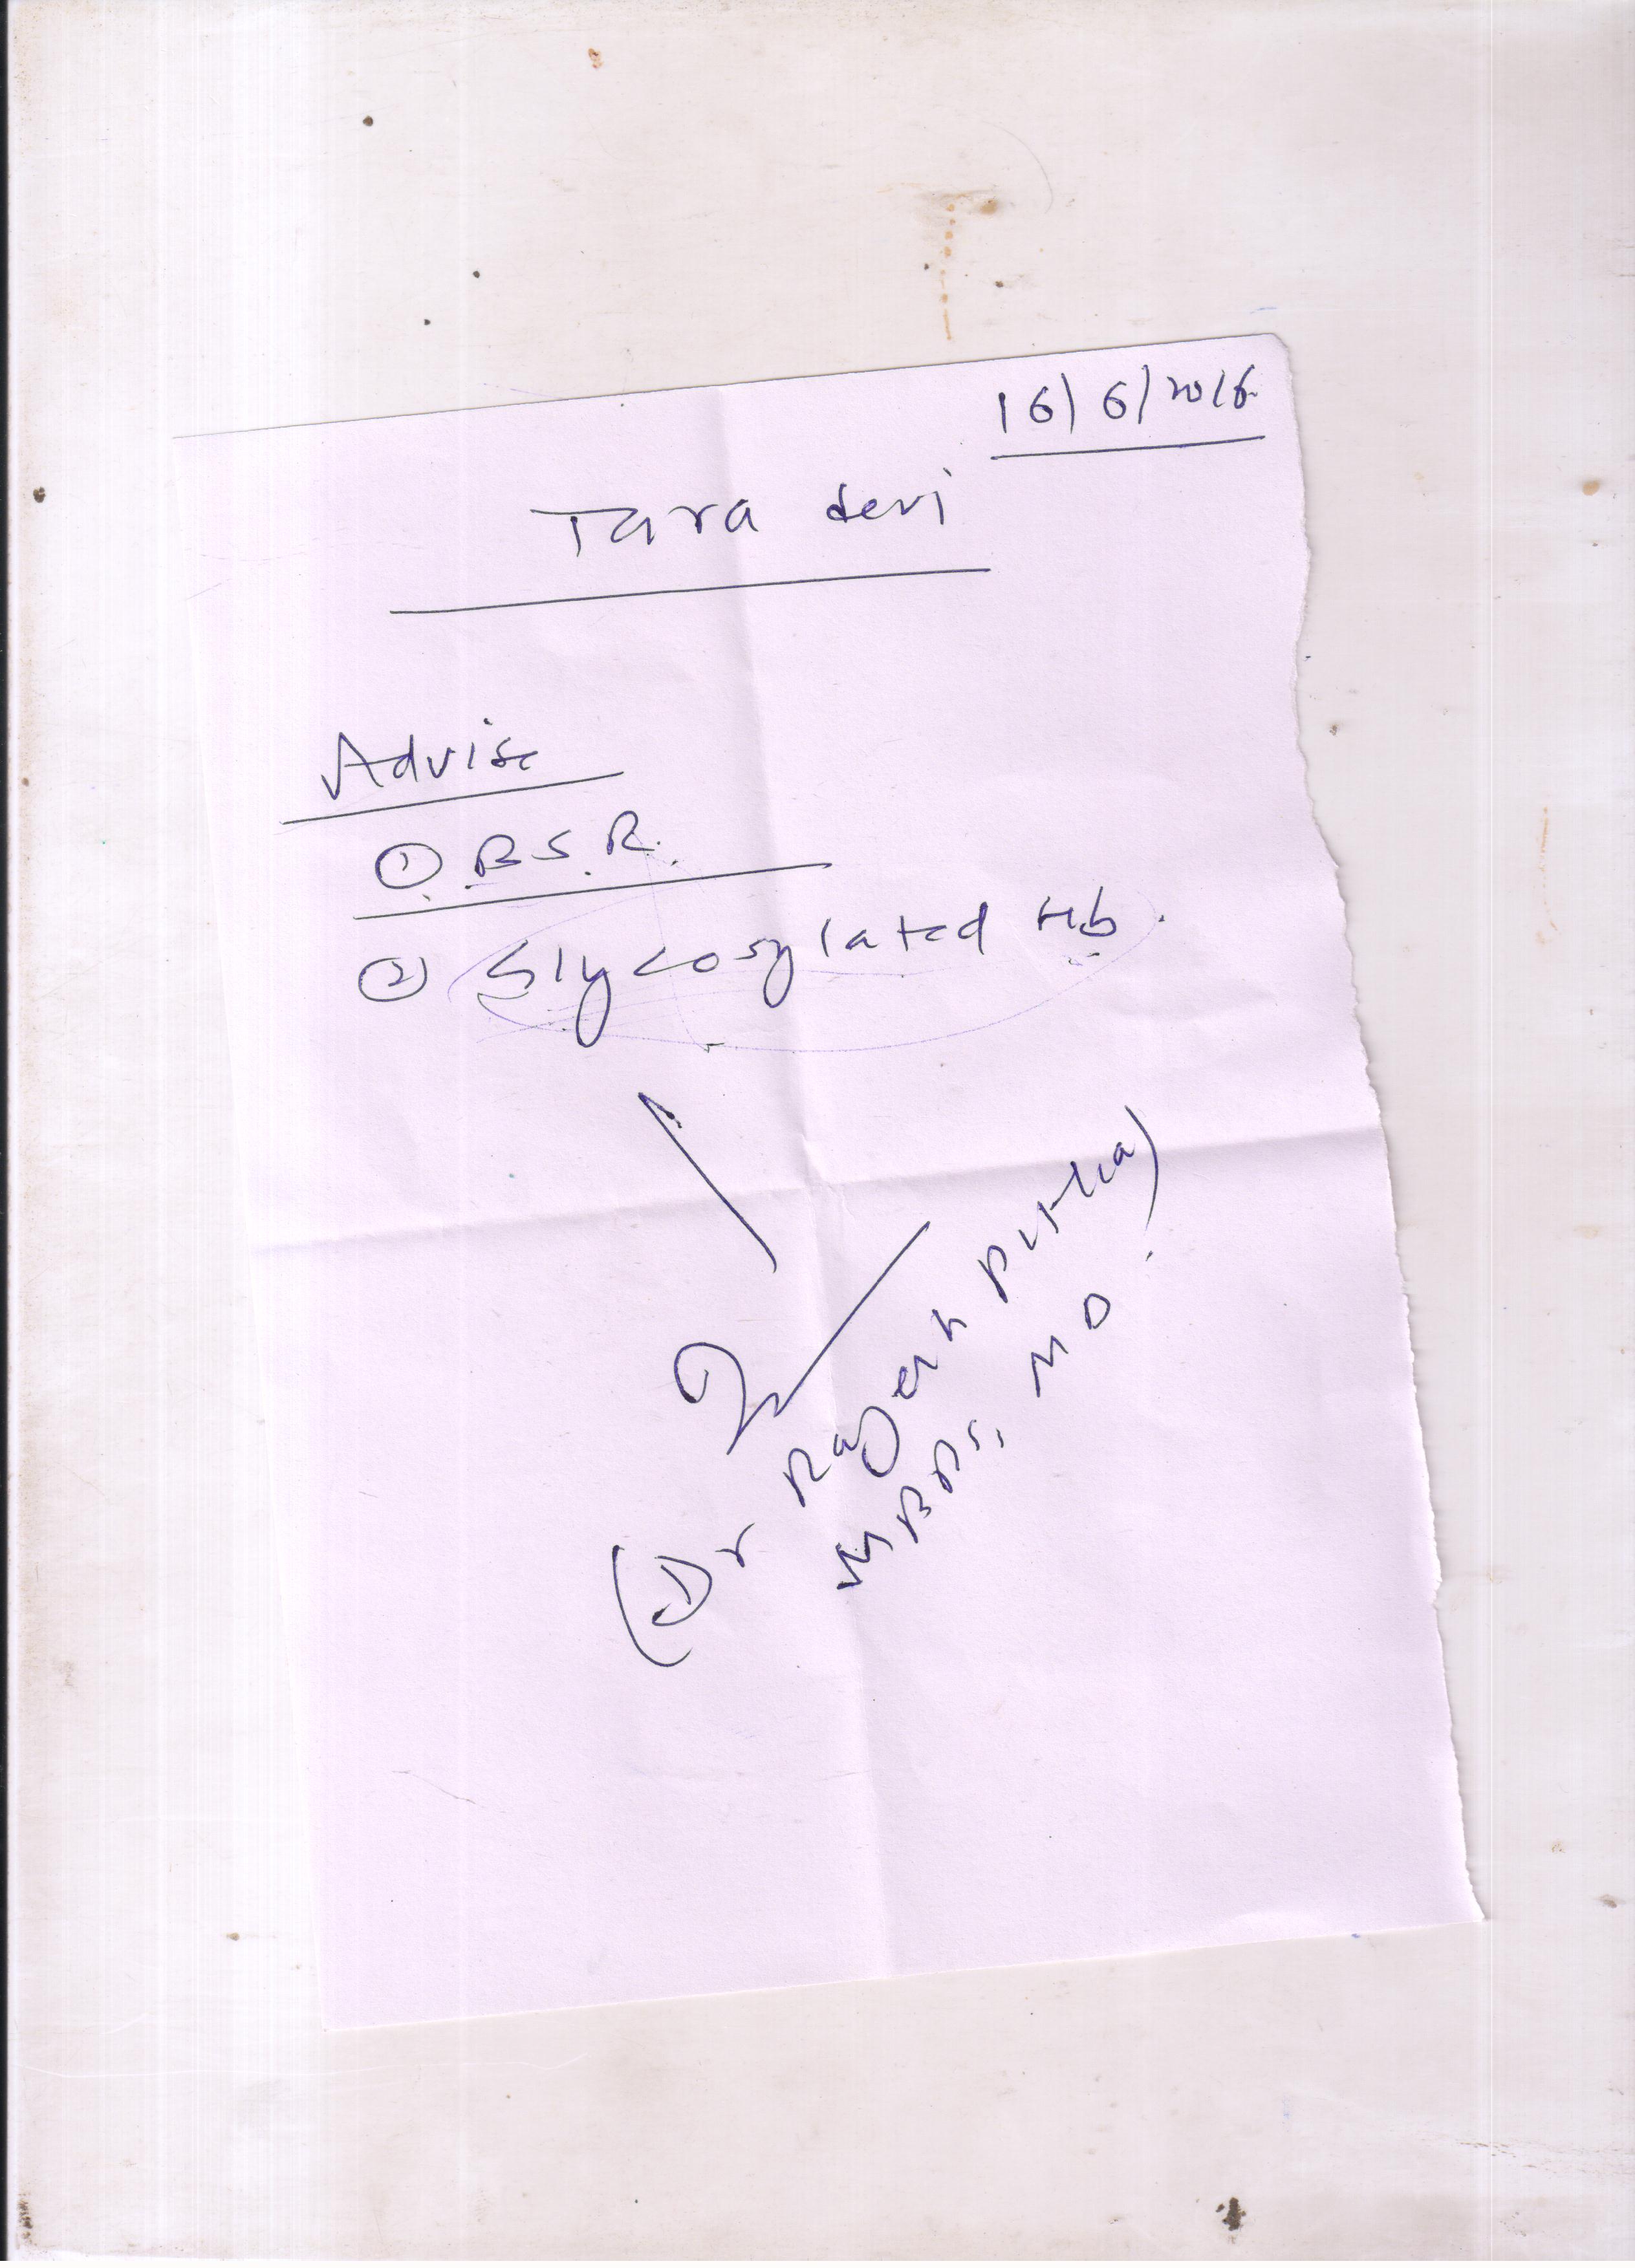 16/6/2016
Tara devi
Advise
① B.S.R.
② Glycosylated Hb.
(Dr Rajesh
MBBS, MD.